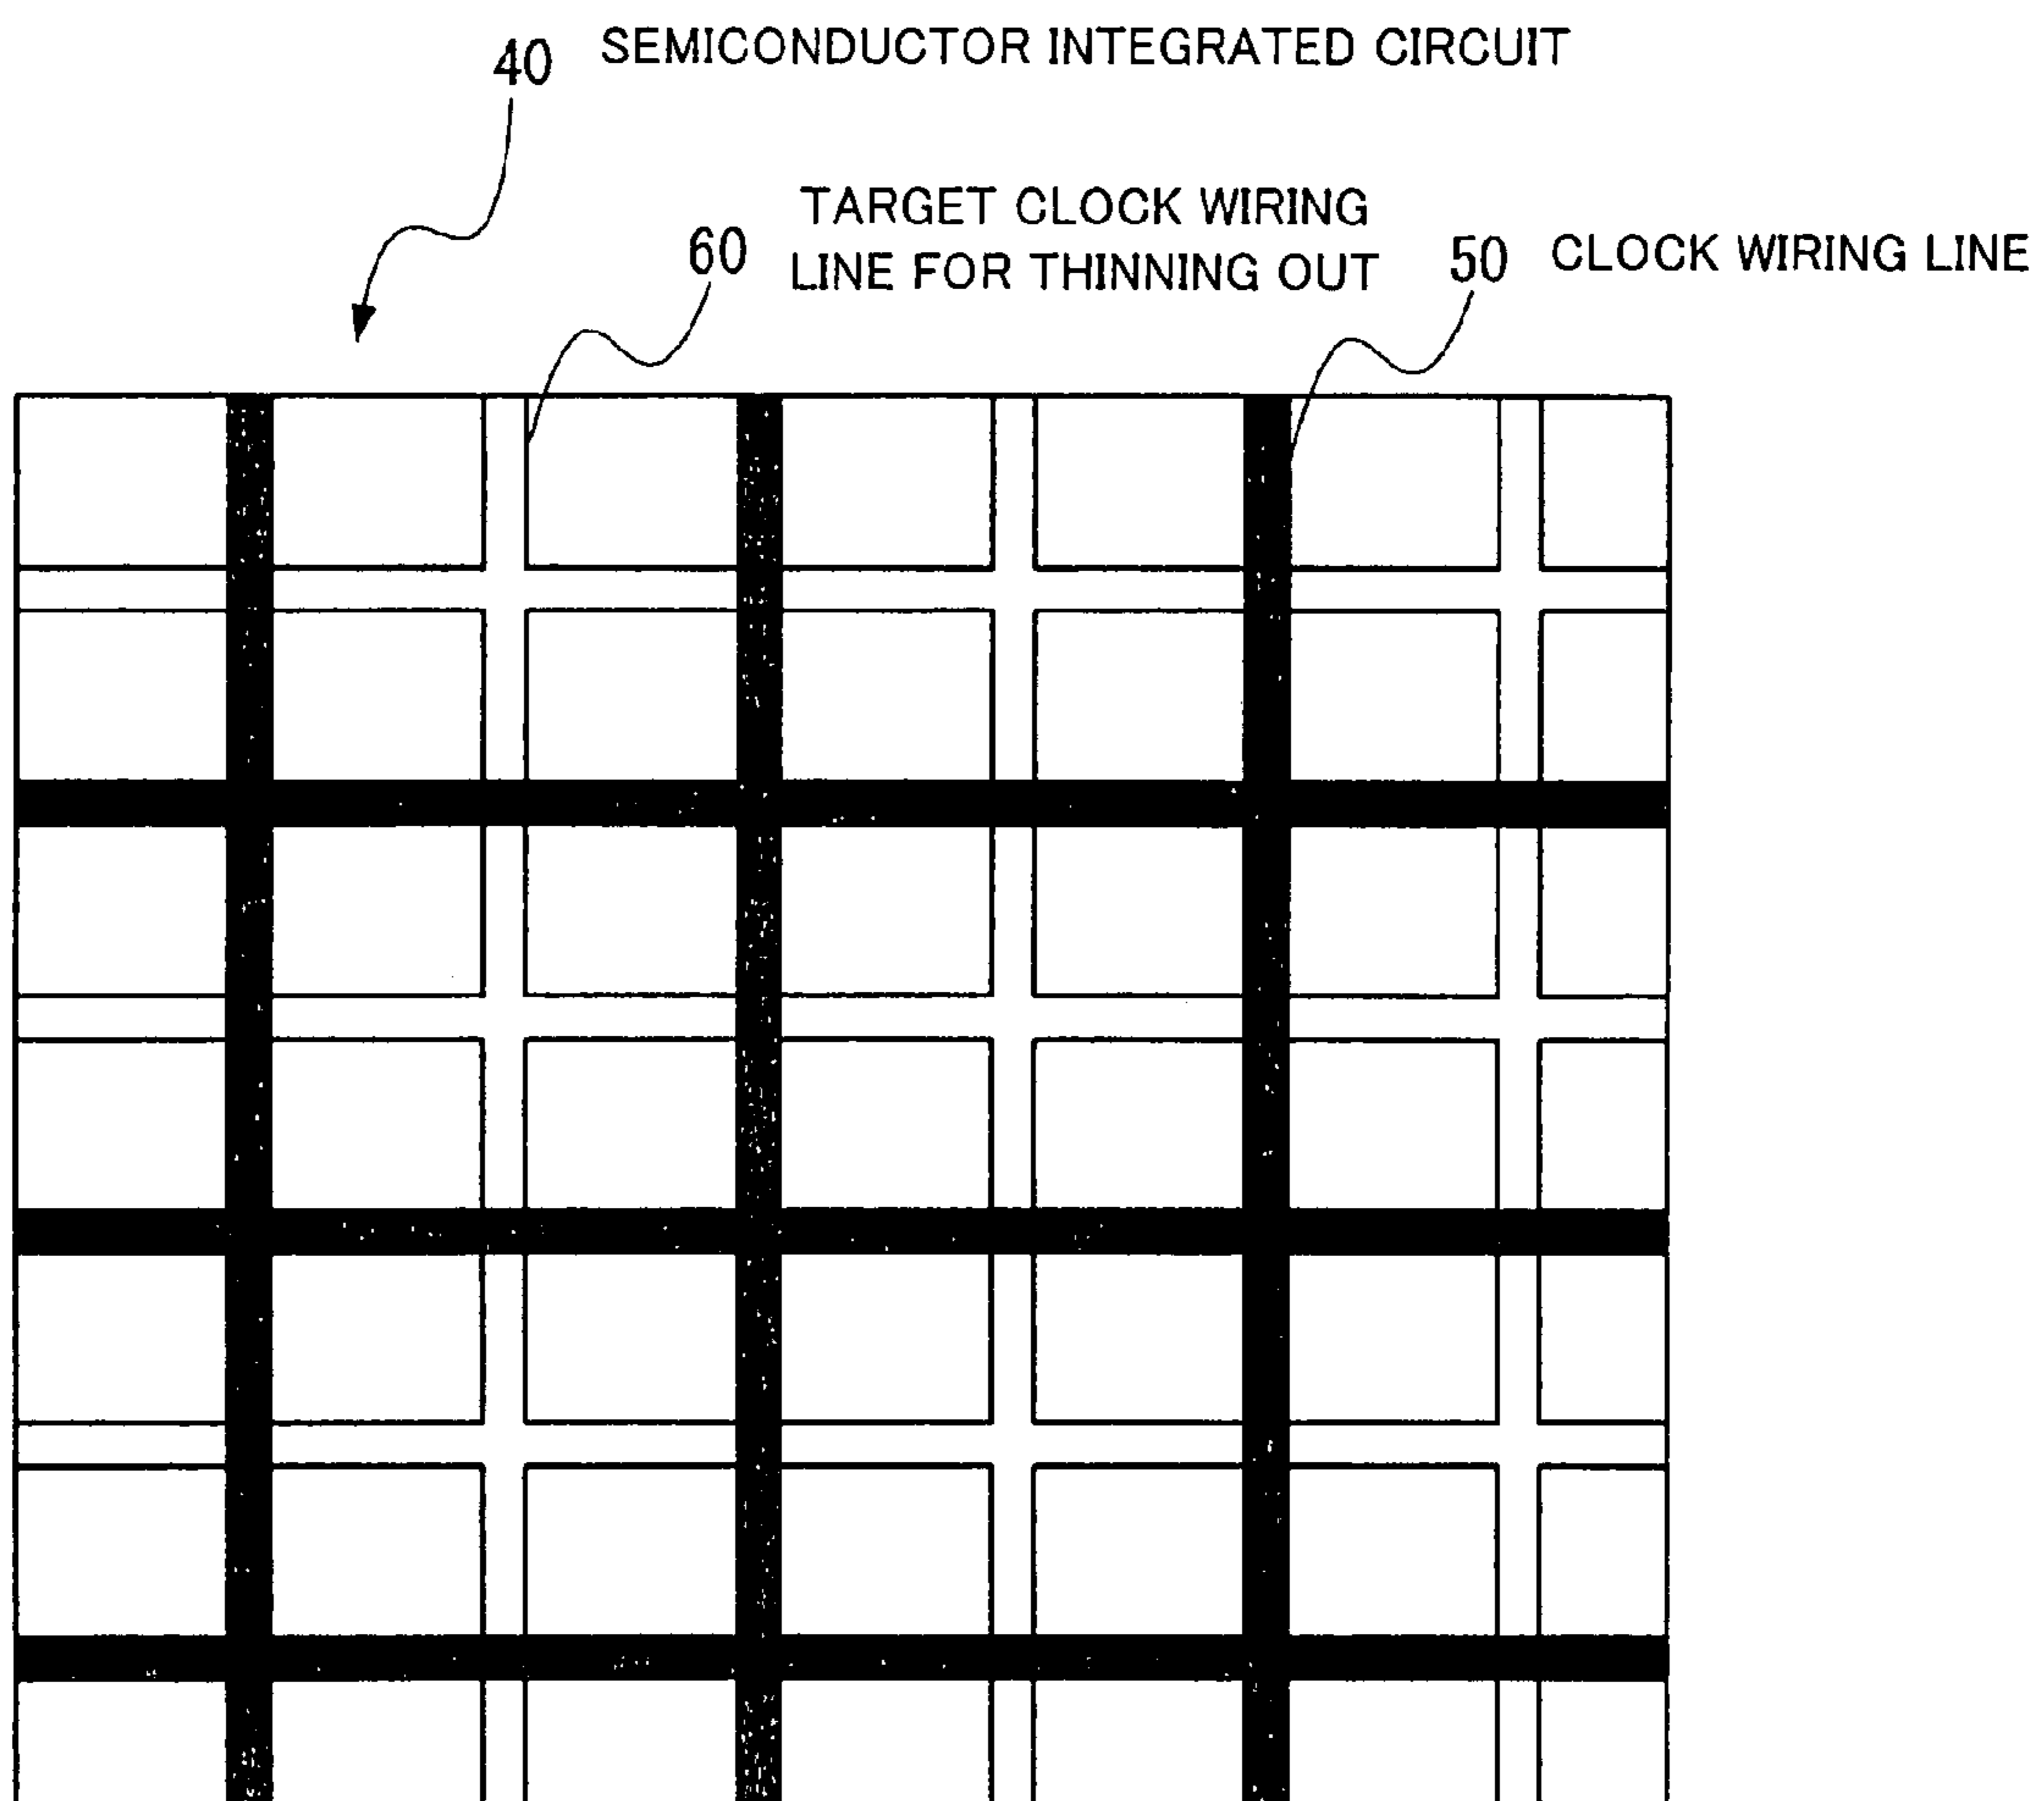 40 SEMICONDUCTOR INTEGRATED CIRCUIT
60 TARGET CLOCK WIRING
LINE FOR THINNING OUT
50 CLOCK WIRING LINE